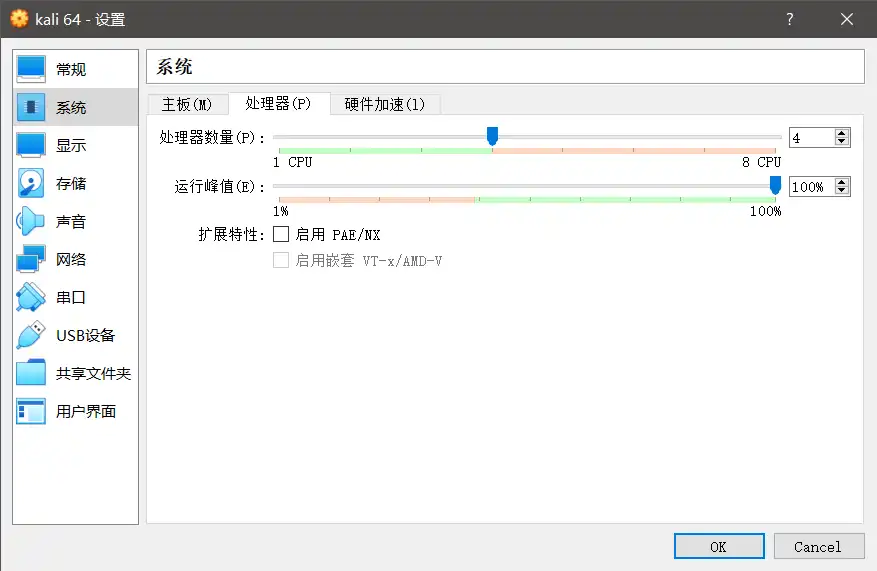 kali 64 - 设置
?
常规
系统
显示
存储
声音
网络
串口
USB设备
共享文件夹
用户界面
系统
主板(M) 处理器(P) 硬件加速(l)
处理器数量(P): 4
1 CPU 8 CPU
运行峰值(E): 100%
1% 100%
扩展特性: 启用 PAE/NX
启用嵌套 VT-x/AMD-V
OK Cancel